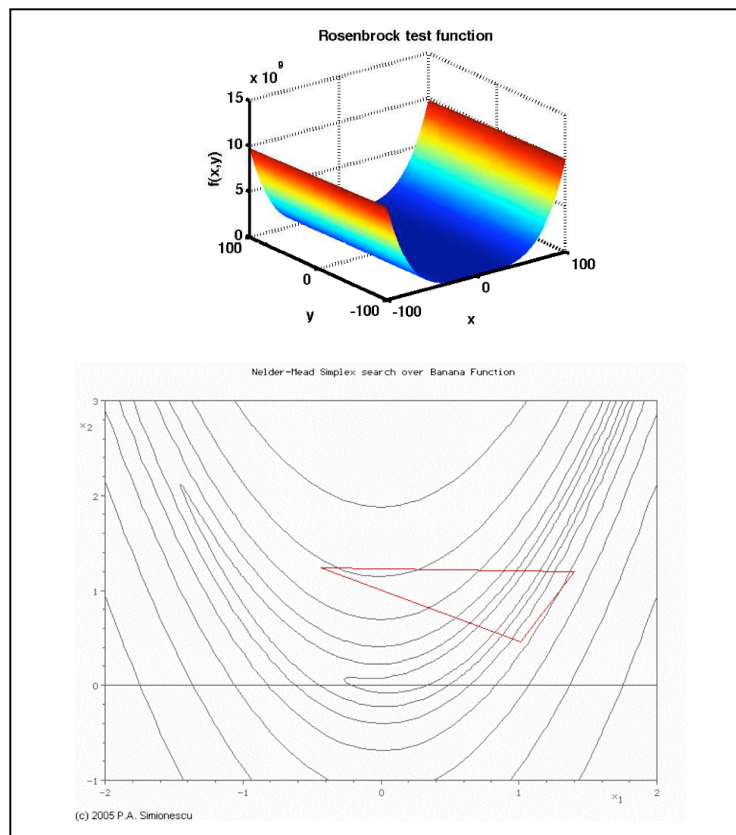 Rosenbrock test function
x 10^9
15
10
5
0
f(x,y)
100
0
-100
y
-100
0
100
x
Nelder-Mead Simplex search over Banana Function
3
x2
2
1
0
-1
-2
-1
0
1
x1
2
(c) 2005 P.A. Simionescu